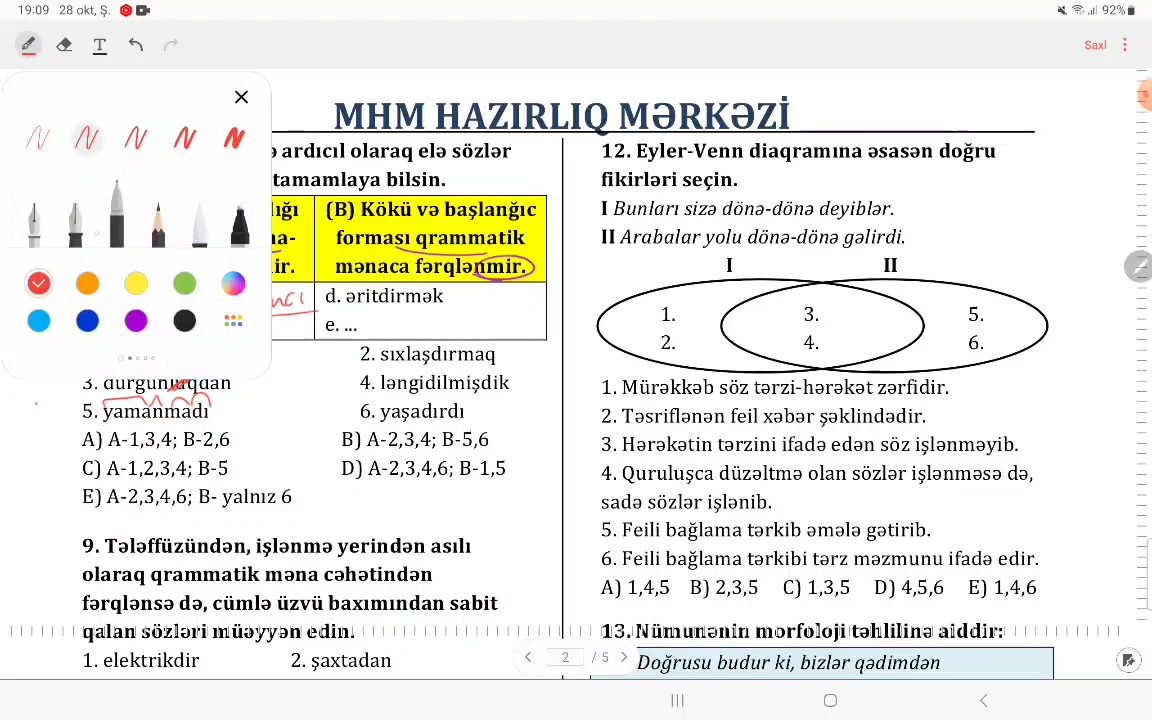 19:09 28 okt, Ş.
92%
Saxl
MHM HAZIRLIQ MƏRKƏZİ
ə ardıcıl olaraq elə sözlər
tamamlaya bilsin.
ığı
na-
ir.
(B) Kökü və başlanğıc
forması qrammatik
mənaca fərqlənmir.
ncı
d. əritdirmək
e. ...
2. sıxlaşdırmaq
3. durğunluqdan
4. ləngidilmişdik
5. yamanmadı
6. yaşadırdı
A) A-1,3,4; B-2,6
B) A-2,3,4; B-5,6
C) A-1,2,3,4; B-5
D) A-2,3,4,6; B-1,5
E) A-2,3,4,6; B- yalnız 6
9. Tələffüzündən, işlənmə yerindən asılı
olaraq qrammatik məna cəhətindən
fərqlənsə də, cümlə üzvü baxımından sabit
qalan sözləri müəyyən edin.
1. elektrikdir
2. şaxtadan
12. Eyler-Venn diaqramına əsasən doğru
fikirləri seçin.
I Bunları sizə dönə-dönə deyiblər.
II Arabalar yolu dönə-dönə gəlirdi.
I II
1. 3. 5.
2. 4. 6.
1. Mürəkkəb söz tərzi-hərəkət zərfidir.
2. Təsriflənən feil xəbər şəklindədir.
3. Hərəkətin tərzini ifadə edən söz işlənməyib.
4. Quruluşca düzəltmə olan sözlər işlənməsə də,
sadə sözlər işlənib.
5. Feili bağlama tərkib əmələ gətirib.
6. Feili bağlama tərkibi tərz məzmunu ifadə edir.
A) 1,4,5 B) 2,3,5 C) 1,3,5 D) 4,5,6 E) 1,4,6
13. Nümunənin morfoloji təhlilinə aiddir:
Doğrusu budur ki, bizlər qədimdən
2 / 5